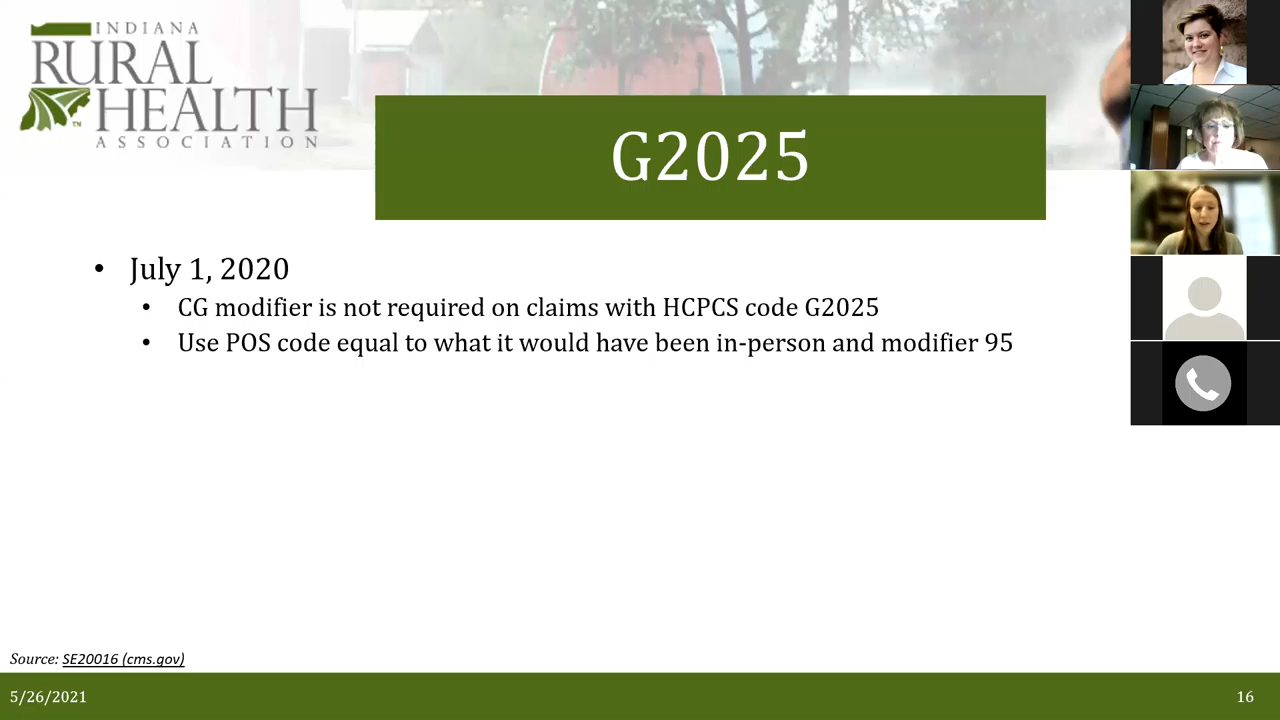 INDIANA
RURAL
HEALTH
ASSOCIATION
G2025
• July 1, 2020
• CG modifier is not required on claims with HCPCS code G2025
• Use POS code equal to what it would have been in-person and modifier 95
Source: SE20016 (cms.gov)
5/26/2021
16